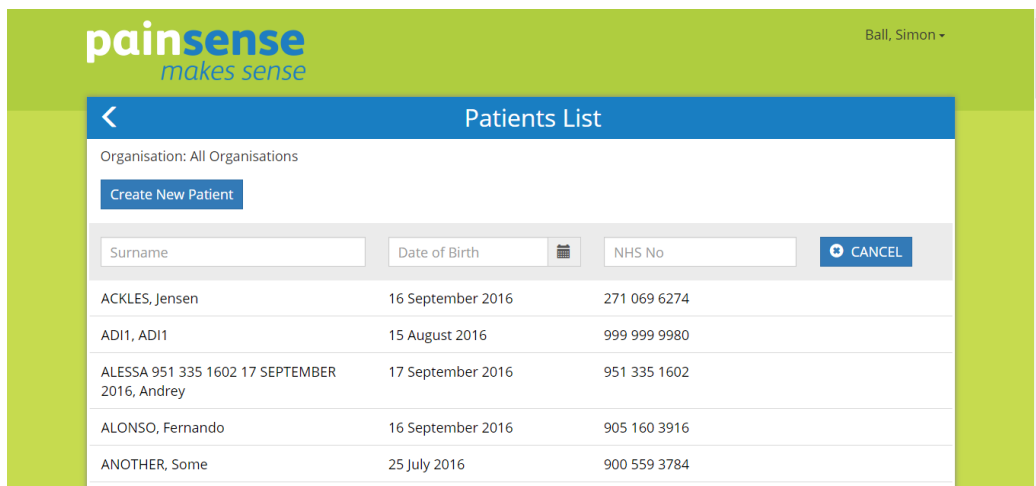 painsense
makes sense
Ball, Simon
Patients List
Organisation: All Organisations
Create New Patient
Surname Date of Birth NHS No CANCEL
ACKLES, Jensen 16 September 2016 271 069 6274
ADI1, ADI1 15 August 2016 999 999 9980
ALESSA 951 335 1602 17 SEPTEMBER 17 September 2016 951 335 1602
2016, Andrey
ALONSO, Fernando 16 September 2016 905 160 3916
ANOTHER, Some 25 July 2016 900 559 3784